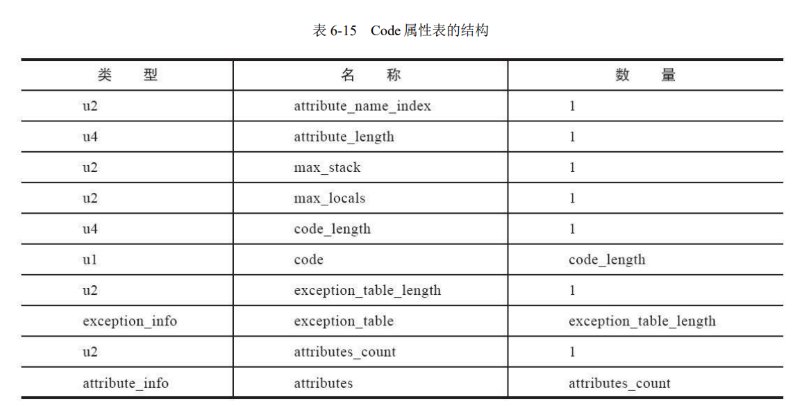 表 6-15 Code 属性表的结构
类 型 名 称 数 量
u2 attribute_name_index 1
u4 attribute_length 1
u2 max_stack 1
u2 max_locals 1
u4 code_length 1
u1 code code_length
u2 exception_table_length 1
exception_info exception_table exception_table_length
u2 attributes_count 1
attribute_info attributes attributes_count